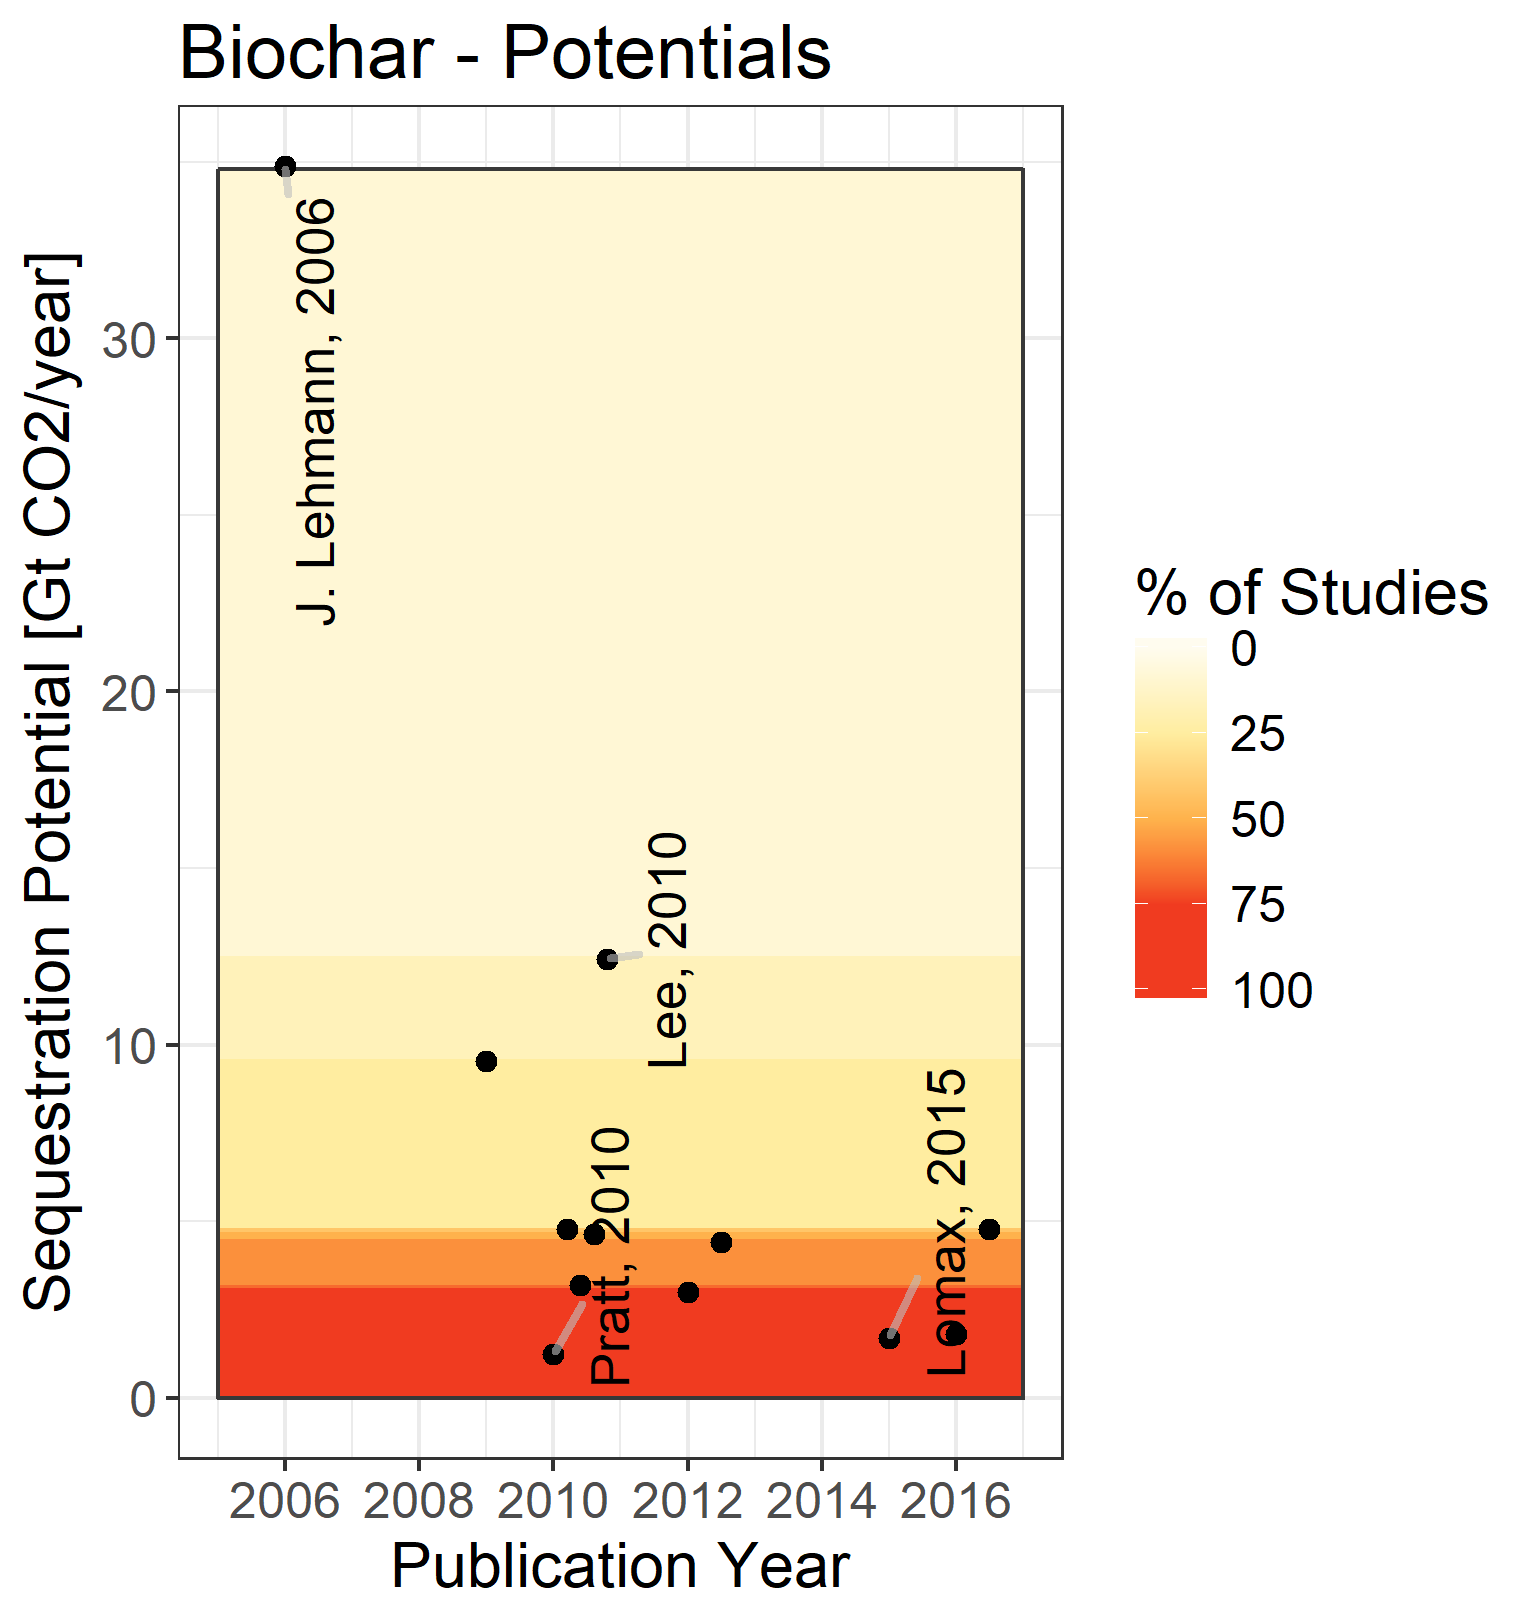 Biochar - Potentials
Sequestration Potential [Gt CO2/year]
30
20
10
0
J. Lehmann, 2006
Lee, 2010
Pratt, 2010
Lomax, 2015
2006 2008 2010 2012 2014 2016
Publication Year
% of Studies
0
25
50
75
100